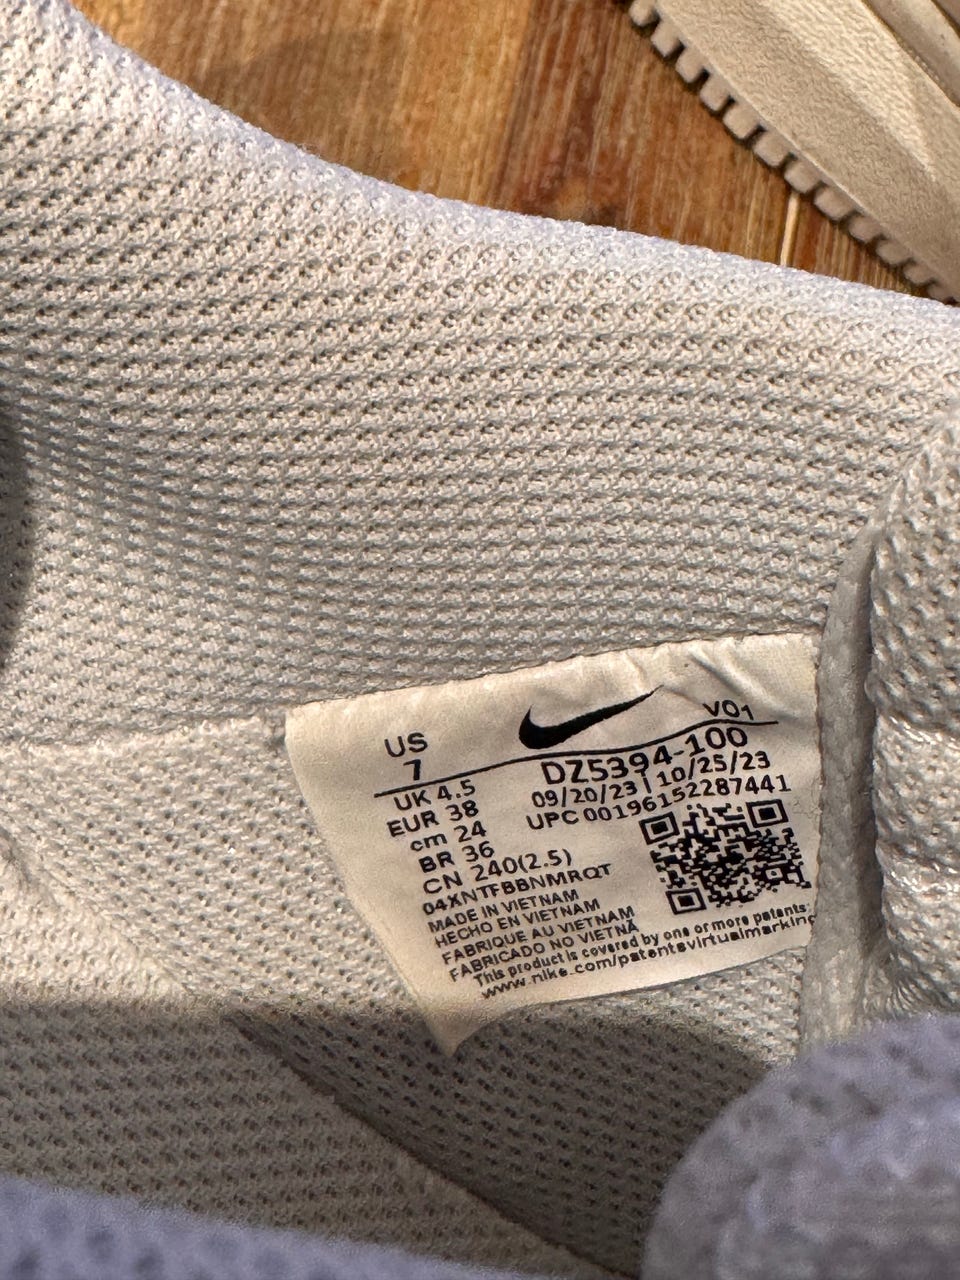 US
7
VO1
UK 4.5
EUR 38
cm 24
BR 36
CN 240(2.5)
DZ5394-100
09/20/23 | 10/25/23
UPC 00196152287441
04XNTFBBNMRQT
MADE IN VIETNAM
HECHO EN VIETNAM
FABRIQUE AU VIETNAM
FABRICADO NO VIETNÃ
This product is covered by one or more patents:
www.nike.com/patentsvirtualmarking